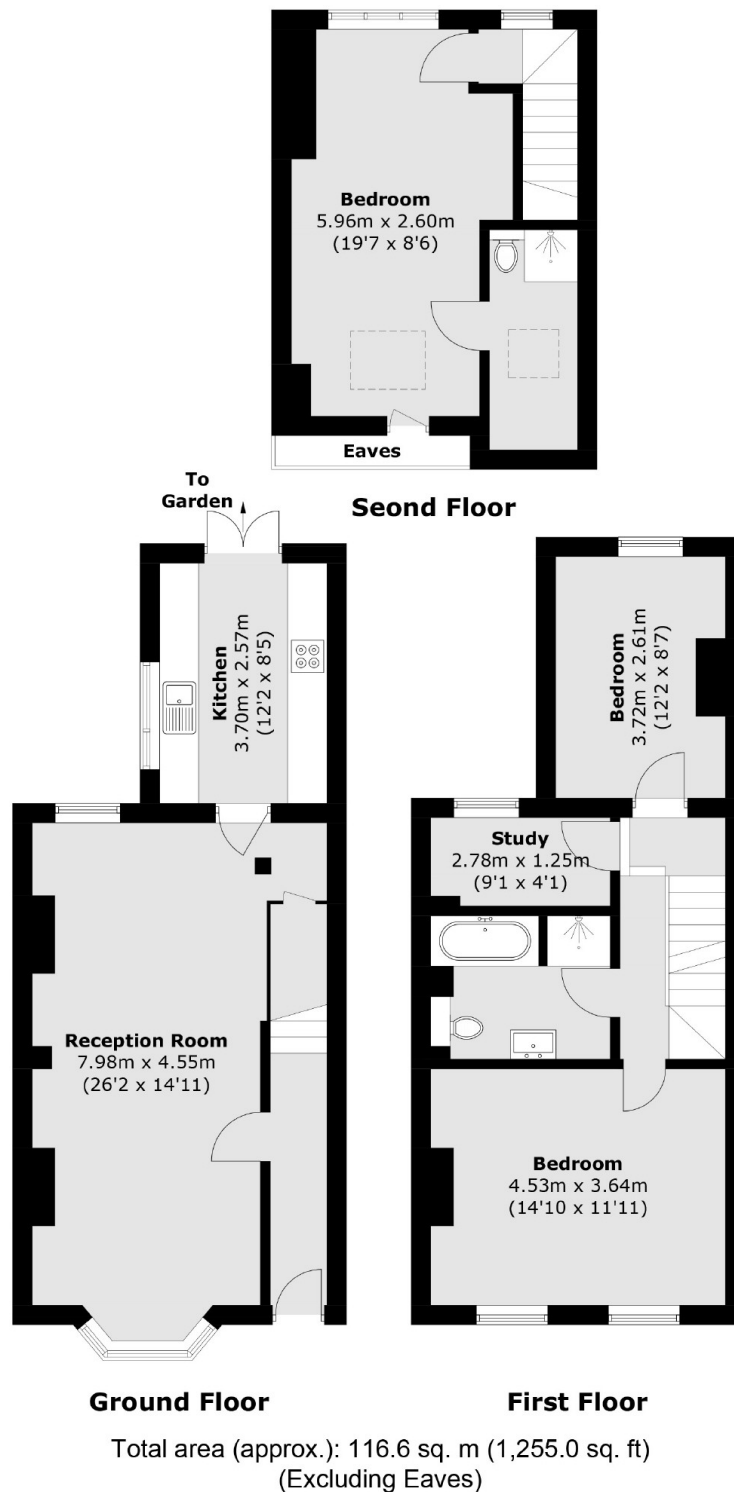 Bedroom
5.96m x 2.60m
(19'7 x 8'6)
Eaves
Seond Floor
To
Garden
Kitchen
3.70m x 2.57m
(12'2 x 8'5)
Bedroom
3.72m x 2.61m
(12'2 x 8'7)
Study
2.78m x 1.25m
(9'1 x 4'1)
Reception Room
7.98m x 4.55m
(26'2 x 14'11)
Bedroom
4.53m x 3.64m
(14'10 x 11'11)
Ground Floor
First Floor
Total area (approx.): 116.6 sq. m (1,255.0 sq. ft)
(Excluding Eaves)